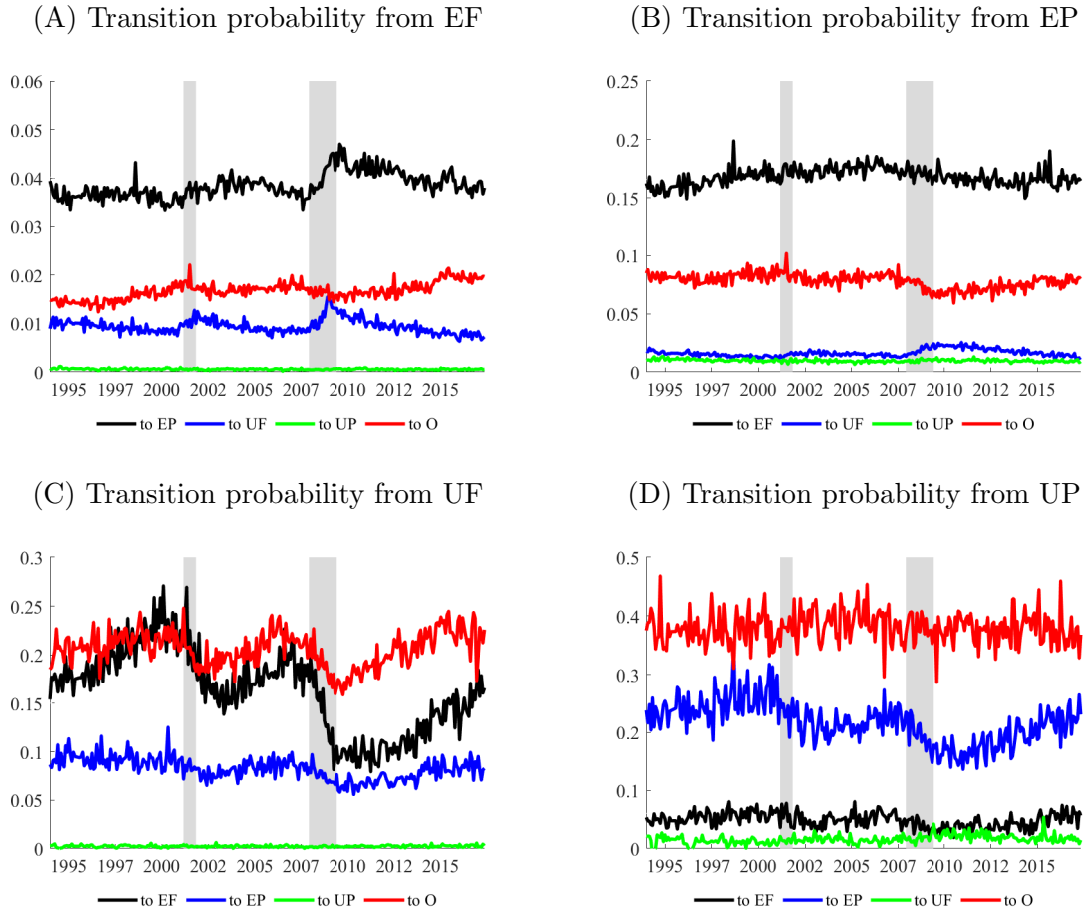 (A) Transition probability from EF
0.06
0.05
0.04
0.03
0.02
0.01
0
1995 1997 2000 2002 2005 2007 2010 2012 2015
to EP to UF to UP to O
(B) Transition probability from EP
0.25
0.2
0.15
0.1
0.05
0
1995 1997 2000 2002 2005 2007 2010 2012 2015
to EF to UF to UP to O
(C) Transition probability from UF
0.3
0.25
0.2
0.15
0.1
0.05
0
1995 1997 2000 2002 2005 2007 2010 2012 2015
to EF to EP to UP to O
(D) Transition probability from UP
0.5
0.4
0.3
0.2
0.1
0
1995 1997 2000 2002 2005 2007 2010 2012 2015
to EF to EP to UF to O